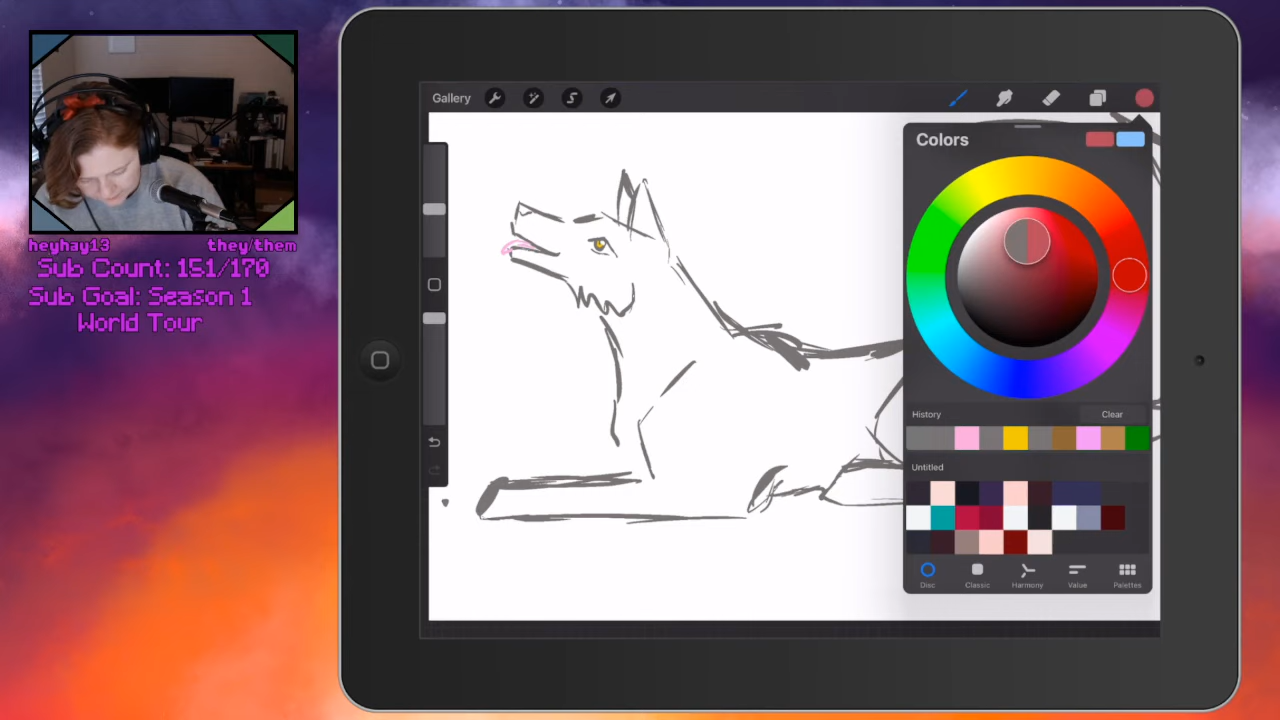 heyhay13 they/them
Sub Count: 151/170
Sub Goal: Season 1
World Tour
Gallery
Colors
History Clear
Untitled
Disc Classic Harmony Value Palettes